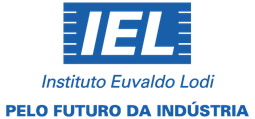 IEL
Instituto Euvaldo Lodi
PELO FUTURO DA INDÚSTRIA